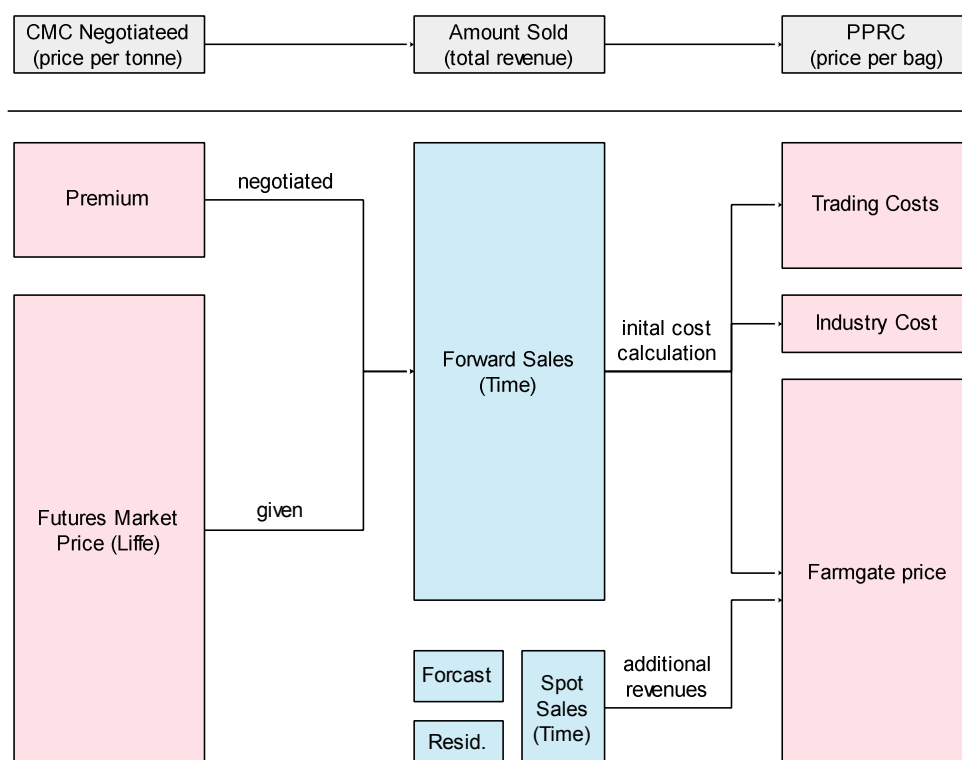 CMC Negotiateed
(price per tonne)
Amount Sold
(total revenue)
PPRC
(price per bag)
Premium
negotiated
Trading Costs
Industry Cost
inital cost
calculation
Forward Sales
(Time)
given
Futures Market
Price (Liffe)
Farmgate price
Forcast
Spot
Sales
(Time)
additional
revenues
Resid.